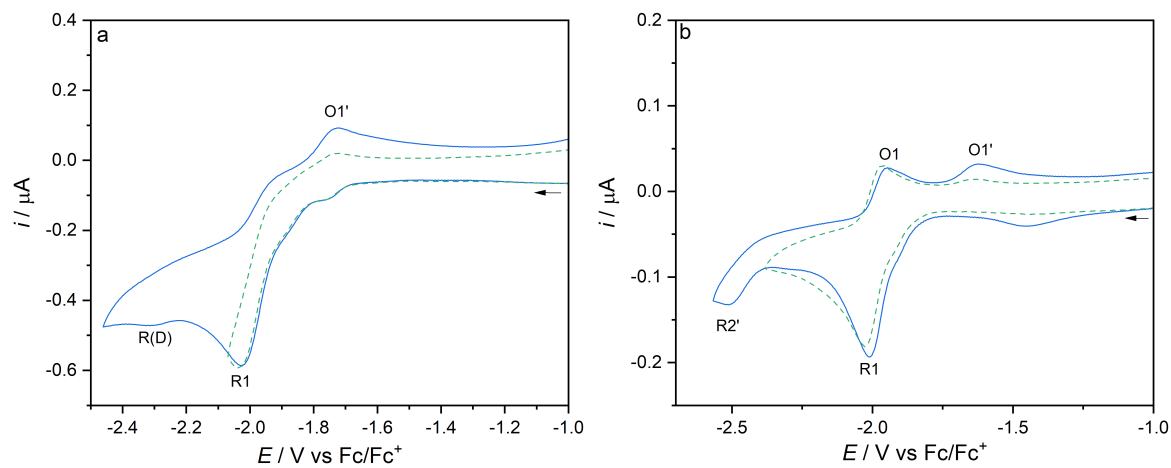 a
0.4
0.2
0.0
-0.2
-0.4
-0.6
i / μA
O1'
R(D)
R1
-2.4 -2.2 -2.0 -1.8 -1.6 -1.4 -1.2 -1.0
E / V vs Fc/Fc+
b
0.2
0.1
0.0
-0.1
-0.2
i / μA
O1
O1'
R2'
R1
-2.5 -2.0 -1.5 -1.0
E / V vs Fc/Fc+